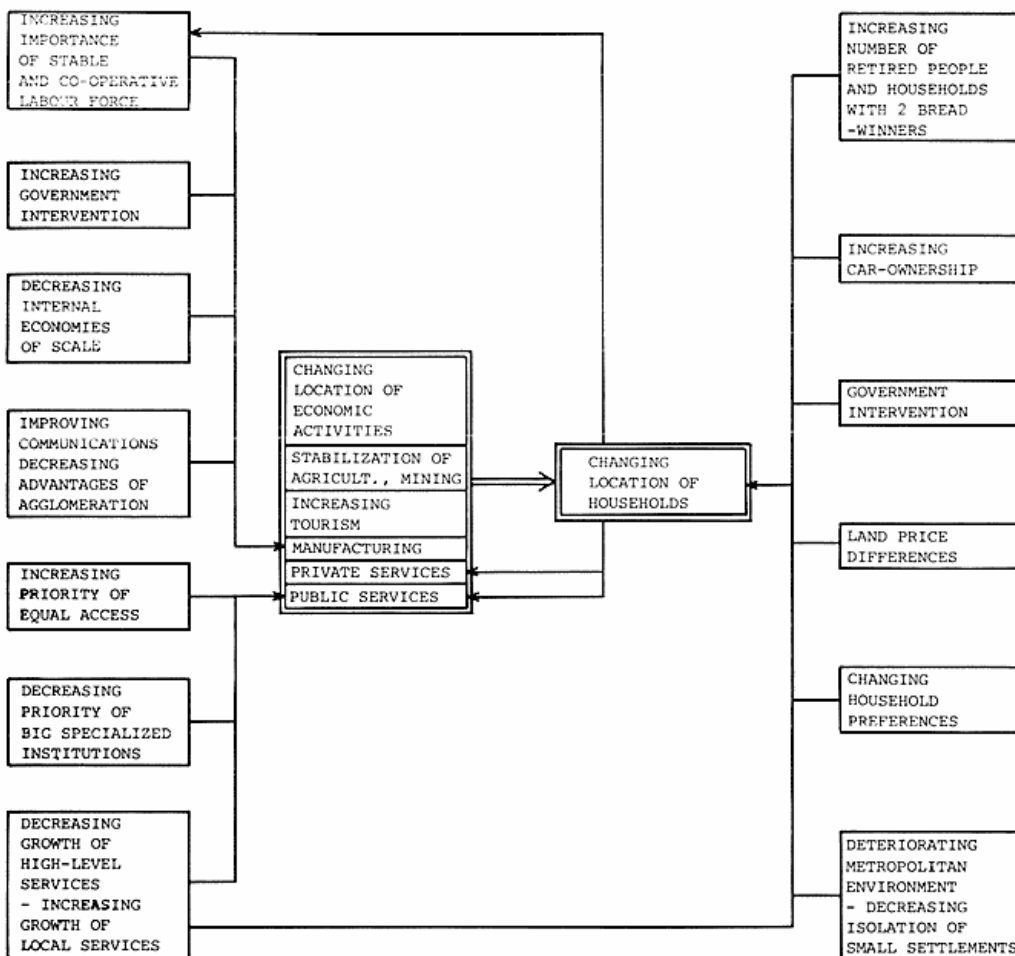 INCREASING
IMPORTANCE
OF STABLE
AND CO-OPERATIVE
LABOUR FORCE
INCREASING
GOVERNMENT
INTERVENTION
DECREASING
INTERNAL
ECONOMIES
OF SCALE
IMPROVING
COMMUNICATIONS
DECREASING
ADVANTAGES OF
AGGLOMERATION
INCREASING
PRIORITY OF
EQUAL ACCESS
DECREASING
PRIORITY OF
BIG SPECIALIZED
INSTITUTIONS
DECREASING
GROWTH OF
HIGH-LEVEL
SERVICES
- INCREASING
GROWTH OF
LOCAL SERVICES
CHANGING
LOCATION OF
ECONOMIC
ACTIVITIES
STABILIZATION OF
AGRICULT., MINING
INCREASING
TOURISM
MANUFACTURING
PRIVATE SERVICES
PUBLIC SERVICES
CHANGING
LOCATION OF
HOUSEHOLDS
INCREASING
NUMBER OF
RETIRED PEOPLE
AND HOUSEHOLDS
WITH 2 BREAD
-WINNERS
INCREASING
CAR-OWNERSHIP
GOVERNMENT
INTERVENTION
LAND PRICE
DIFFERENCES
CHANGING
HOUSEHOLD
PREFERENCES
DETERIORATING
METROPOLITAN
ENVIRONMENT
- DECREASING
ISOLATION OF
SMALL SETTLEMENTS